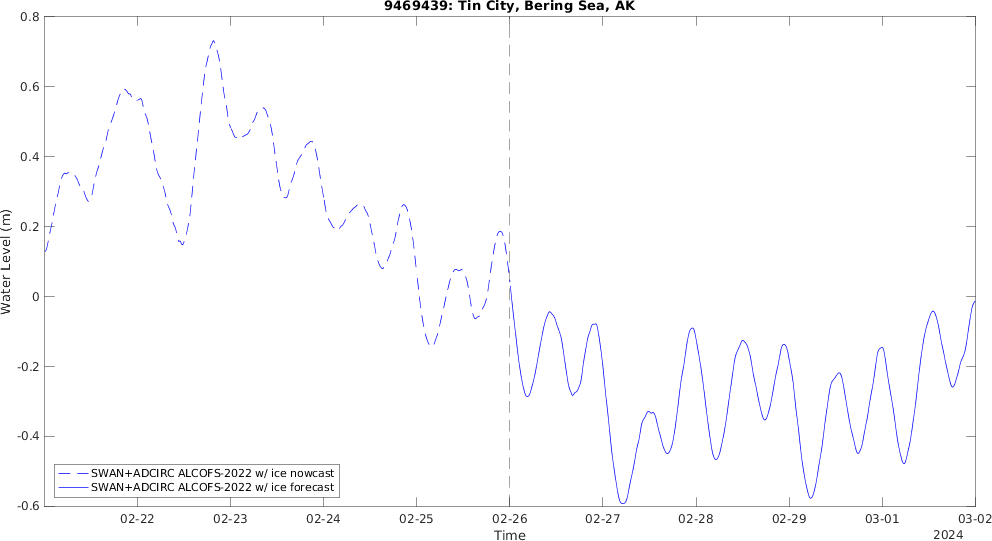 9469439: Tin City, Bering Sea, AK
0.8
0.6
0.4
0.2
0
-0.2
-0.4
-0.6
Water Level (m)
SWAN+ADCIRC ALCOFS-2022 w/ ice nowcast
SWAN+ADCIRC ALCOFS-2022 w/ ice forecast
02-22 02-23 02-24 02-25 02-26 02-27 02-28 02-29 03-01 03-02
Time
2024